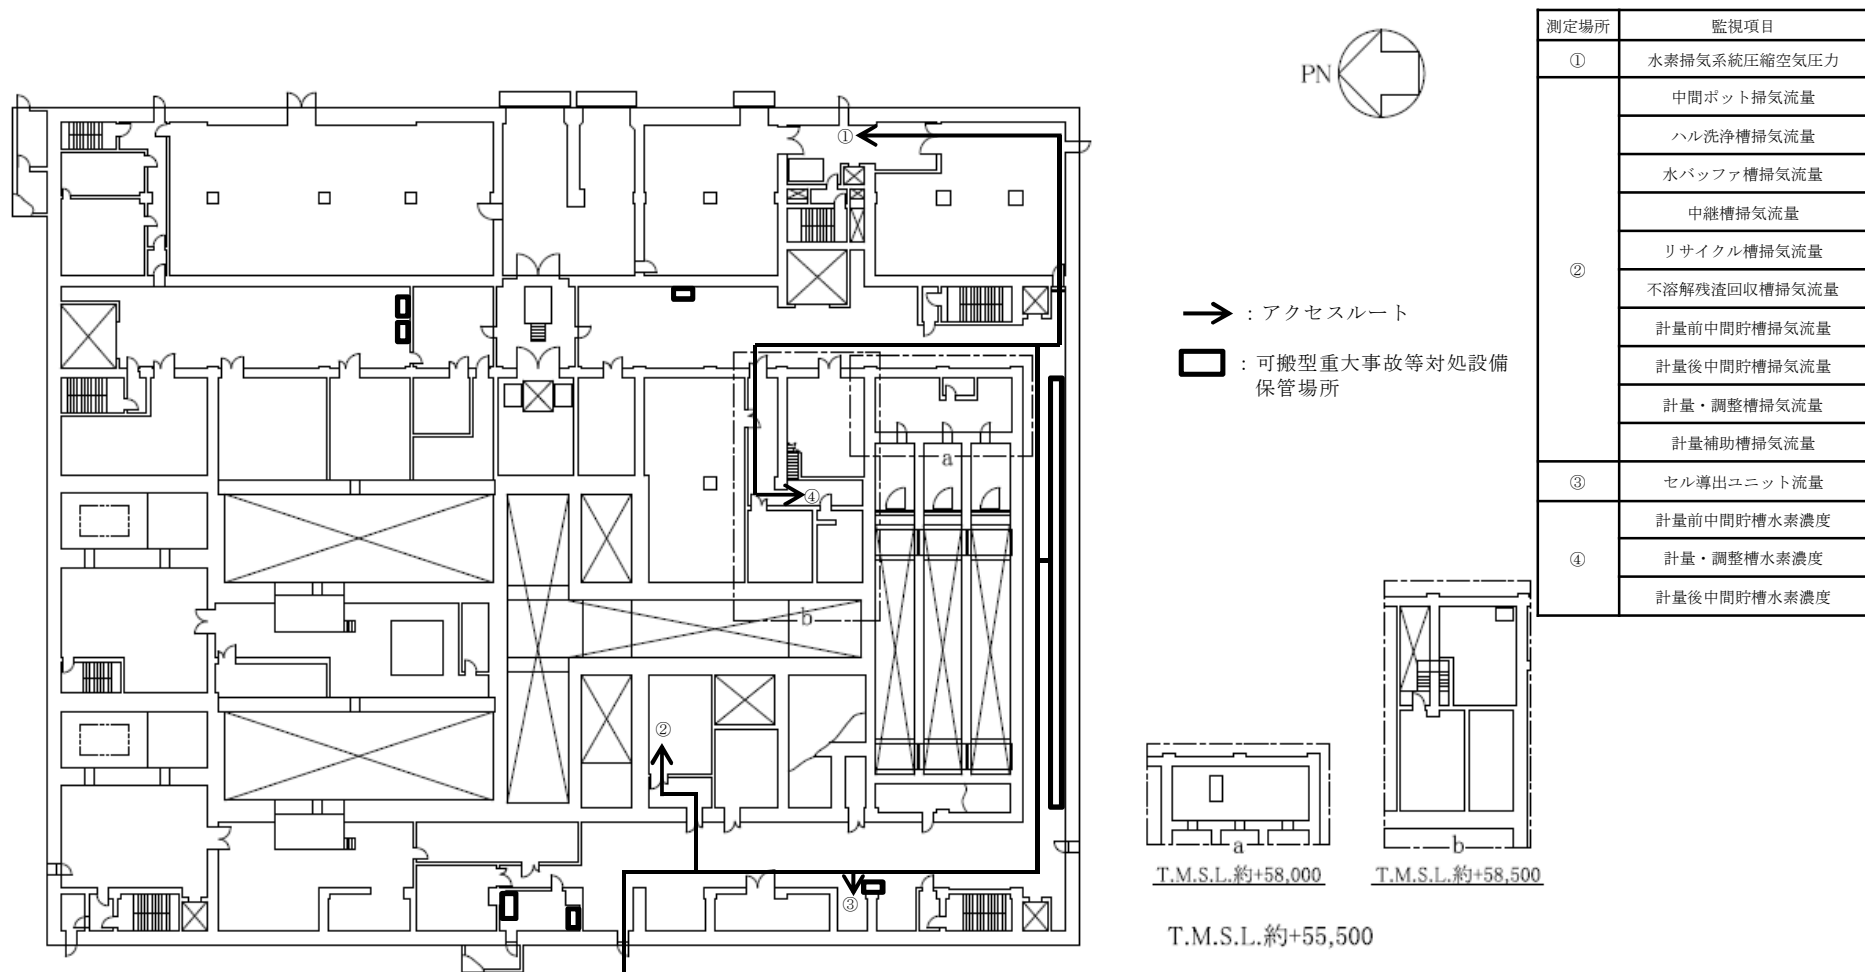 測定場所 監視項目
① 水素掃気系統圧縮空気圧力
② 中間ポット掃気流量
ハル洗浄槽掃気流量
水バッファ槽掃気流量
中継槽掃気流量
リサイクル槽掃気流量
不溶解残渣回収槽掃気流量
計量前中間貯槽掃気流量
計量後中間貯槽掃気流量
計量・調整槽掃気流量
計量補助槽掃気流量
③ セル導出ユニット流量
④ 計量前中間貯槽水素濃度
計量・調整槽水素濃度
計量後中間貯槽水素濃度
PN
：アクセスルート
：可搬型重大事故等対処設備
保管場所
①
④
a
b
②
③
a
T.M.S.L.約+58,000
b
T.M.S.L.約+58,500
T.M.S.L.約+55,500